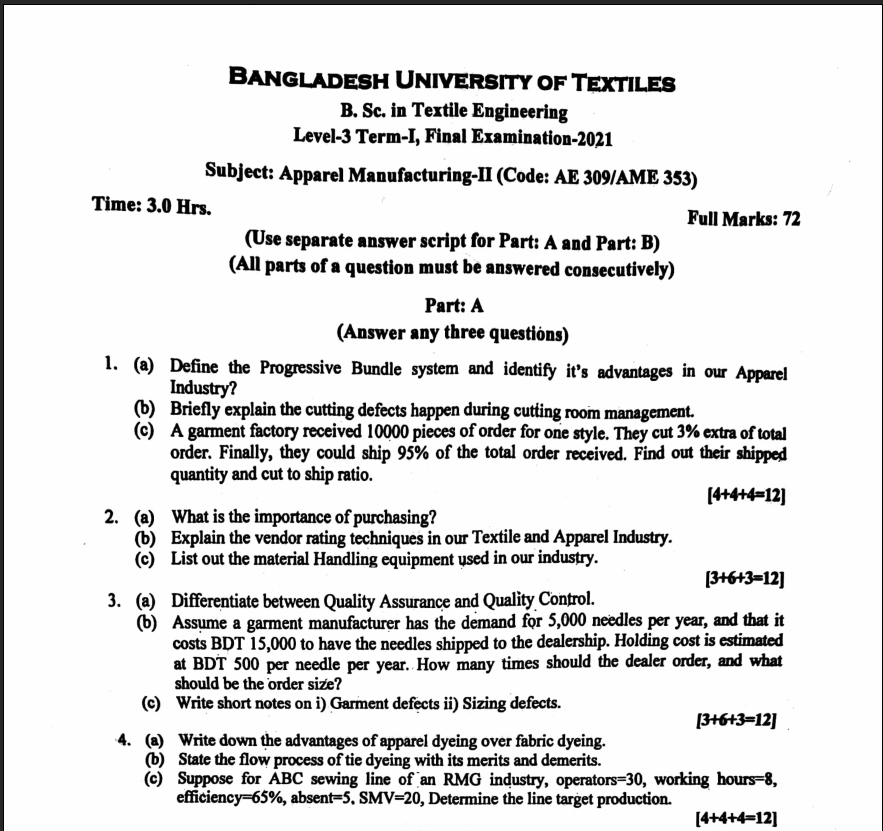 BANGLADESH UNIVERSITY OF TEXTILES
B. Sc. in Textile Engineering
Level-3 Term-I, Final Examination-2021
Subject: Apparel Manufacturing-II (Code: AE 309/AME 353)
Time: 3.0 Hrs.
Full Marks: 72
(Use separate answer script for Part: A and Part: B)
(All parts of a question must be answered consecutively)
Part: A
(Answer any three questions)
1. (a) Define the Progressive Bundle system and identify it's advantages in our Apparel
Industry?
(b) Briefly explain the cutting defects happen during cutting room management.
(c) A garment factory received 10000 pieces of order for one style. They cut 3% extra of total
order. Finally, they could ship 95% of the total order received. Find out their shipped
quantity and cut to ship ratio.
[4+4+4=12]
2. (a) What is the importance of purchasing?
(b) Explain the vendor rating techniques in our Textile and Apparel Industry.
(c) List out the material Handling equipment used in our industry.
[3+6+3=12]
3. (a) Differentiate between Quality Assurance and Quality Control.
(b) Assume a garment manufacturer has the demand for 5,000 needles per year, and that it
costs BDT 15,000 to have the needles shipped to the dealership. Holding cost is estimated
at BDT 500 per needle per year. How many times should the dealer order, and what
should be the order size?
(c) Write short notes on i) Garment defects ii) Sizing defects.
[3+6+3=12]
4. (a) Write down the advantages of apparel dyeing over fabric dyeing.
(b) State the flow process of tie dyeing with its merits and demerits.
(c) Suppose for ABC sewing line of an RMG industry, operators=30, working hours=8,
efficiency=65%, absent=5, SMV=20, Determine the line target production.
[4+4+4=12]